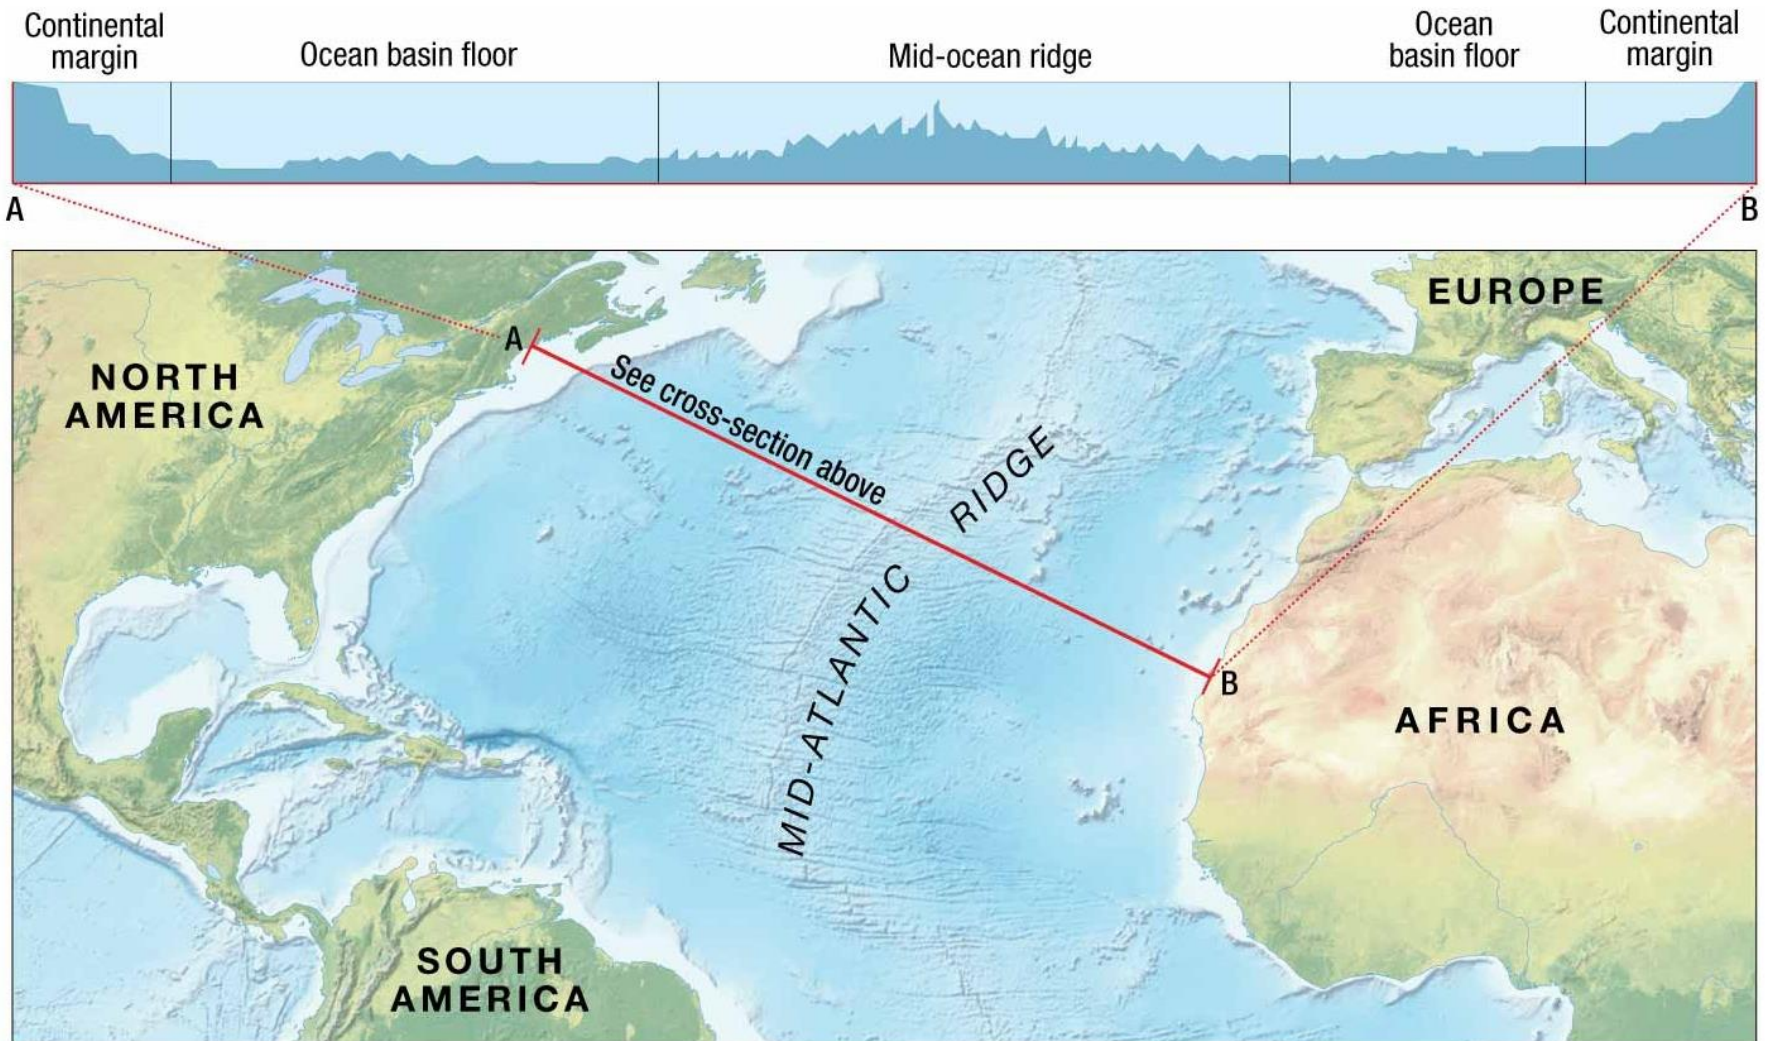 Continental
margin
Ocean basin floor
Mid-ocean ridge
Ocean
basin floor
Continental
margin
A
B
EUROPE
NORTH
AMERICA
A
See cross-section above
RIDGE
MID-ATLANTIC
B
AFRICA
SOUTH
AMERICA